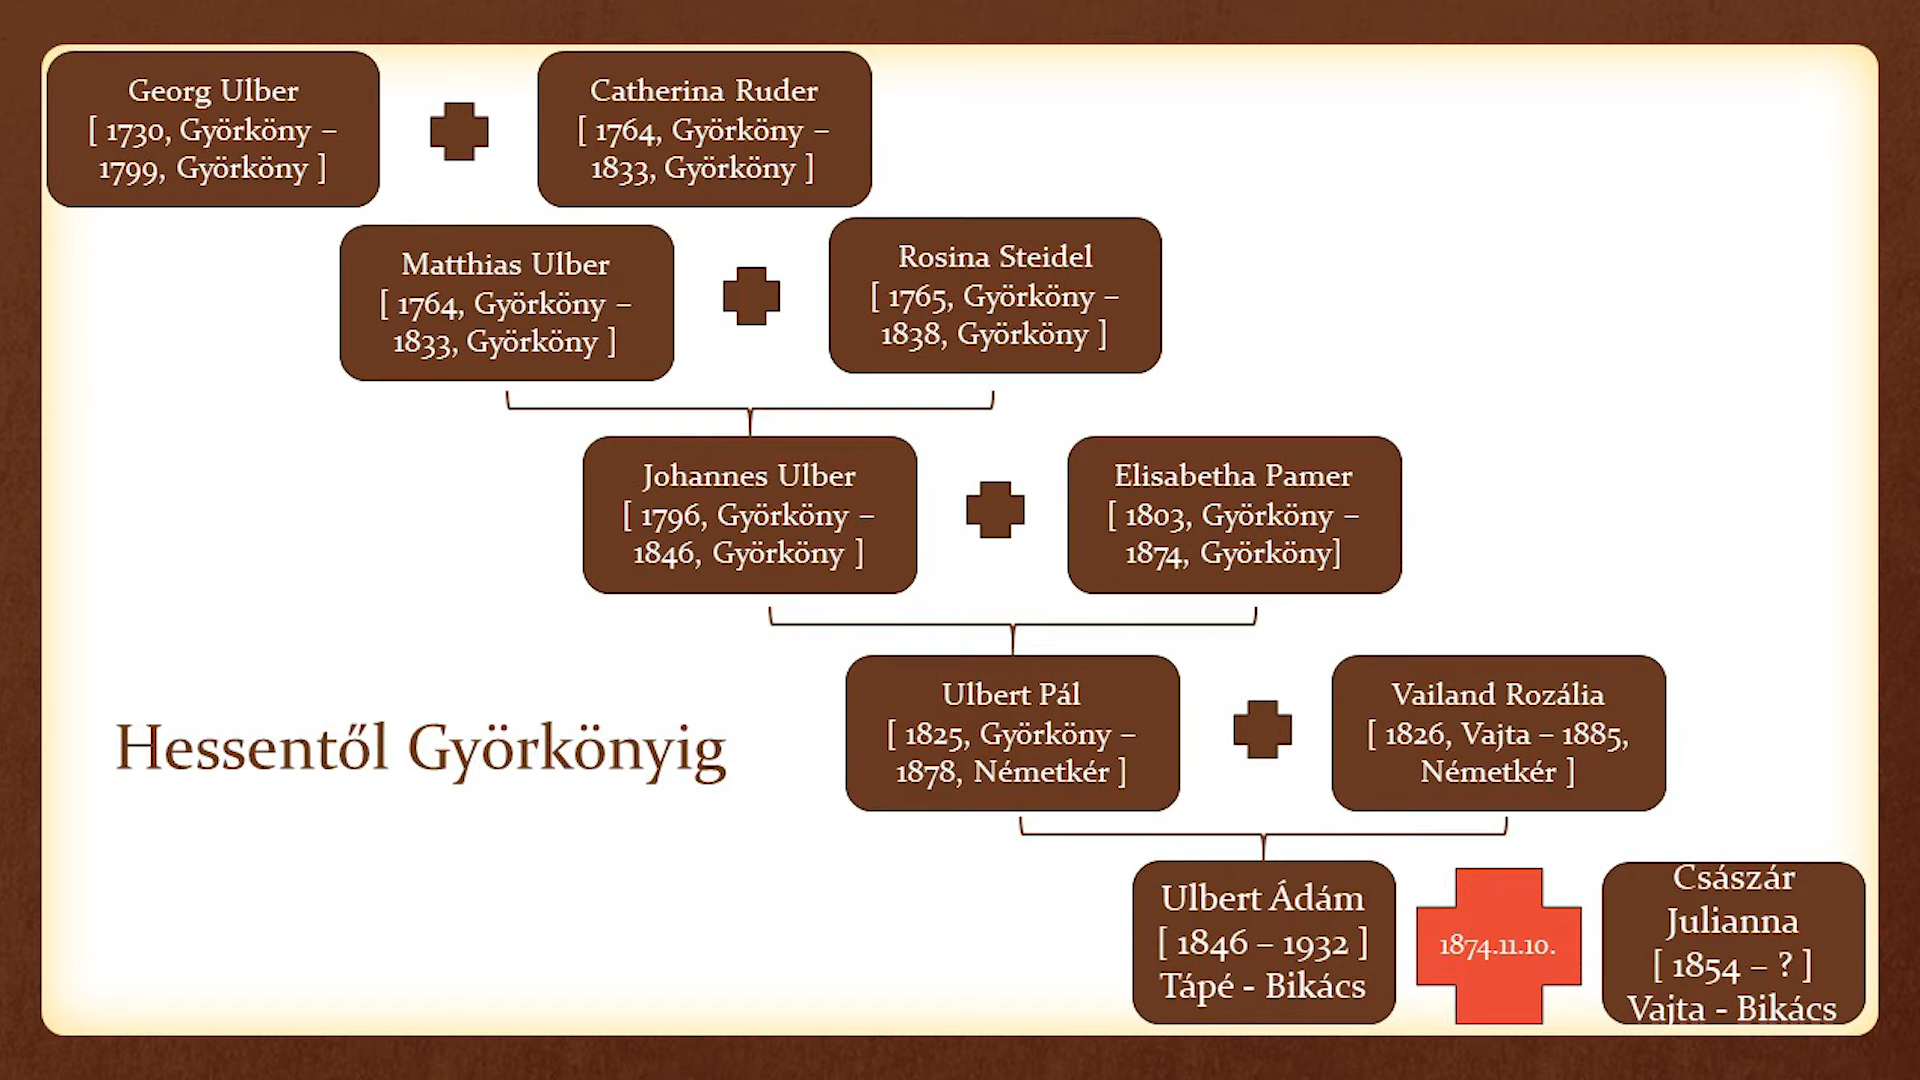 Georg Ulber
[ 1730, Györköny –
1799, Györköny ]
Catherina Ruder
[ 1764, Györköny –
1833, Györköny ]
Matthias Ulber
[ 1764, Györköny –
1833, Györköny ]
Rosina Steidel
[ 1765, Györköny –
1838, Györköny ]
Johannes Ulber
[ 1796, Györköny –
1846, Györköny ]
Elisabetha Pamer
[ 1803, Györköny –
1874, Györköny]
Ulbert Pál
[ 1825, Györköny –
1878, Németkér ]
Vailand Rozália
[ 1826, Vajta – 1885,
Németkér ]
Hessentől Györkönyig
Ulbert Ádám
[ 1846 – 1932 ]
Tápé - Bikács
1874.11.10.
Császár
Julianna
[ 1854 – ? ]
Vajta - Bikács